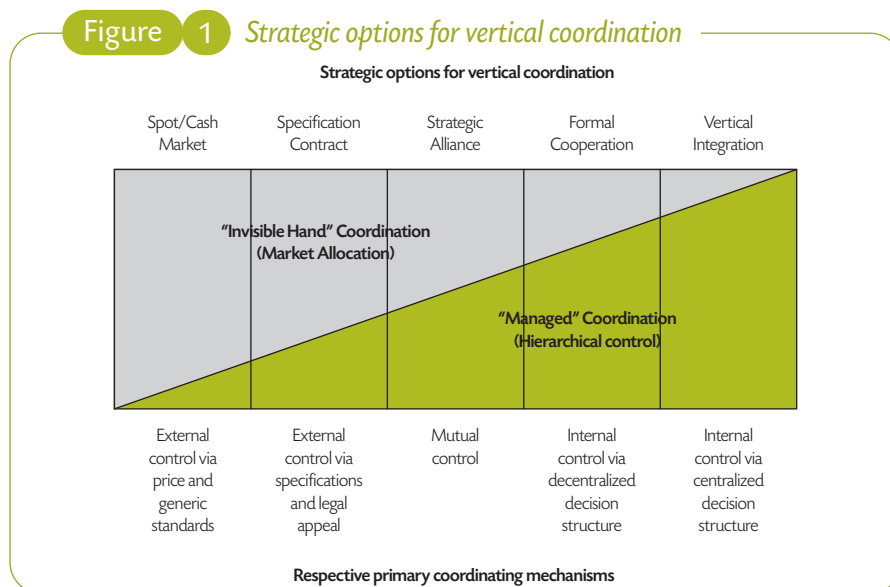 Figure 1 Strategic options for vertical coordination
Strategic options for vertical coordination
Spot/Cash
Market
Specification
Contract
Strategic
Alliance
Formal
Cooperation
Vertical
Integration
"Invisible Hand" Coordination
(Market Allocation)
"Managed" Coordination
(Hierarchical control)
External
control via
price and
generic
standards
External
control via
specifications
and legal
appeal
Mutual
control
Internal
control via
decentralized
decision
structure
Internal
control via
centralized
decision
structure
Respective primary coordinating mechanisms